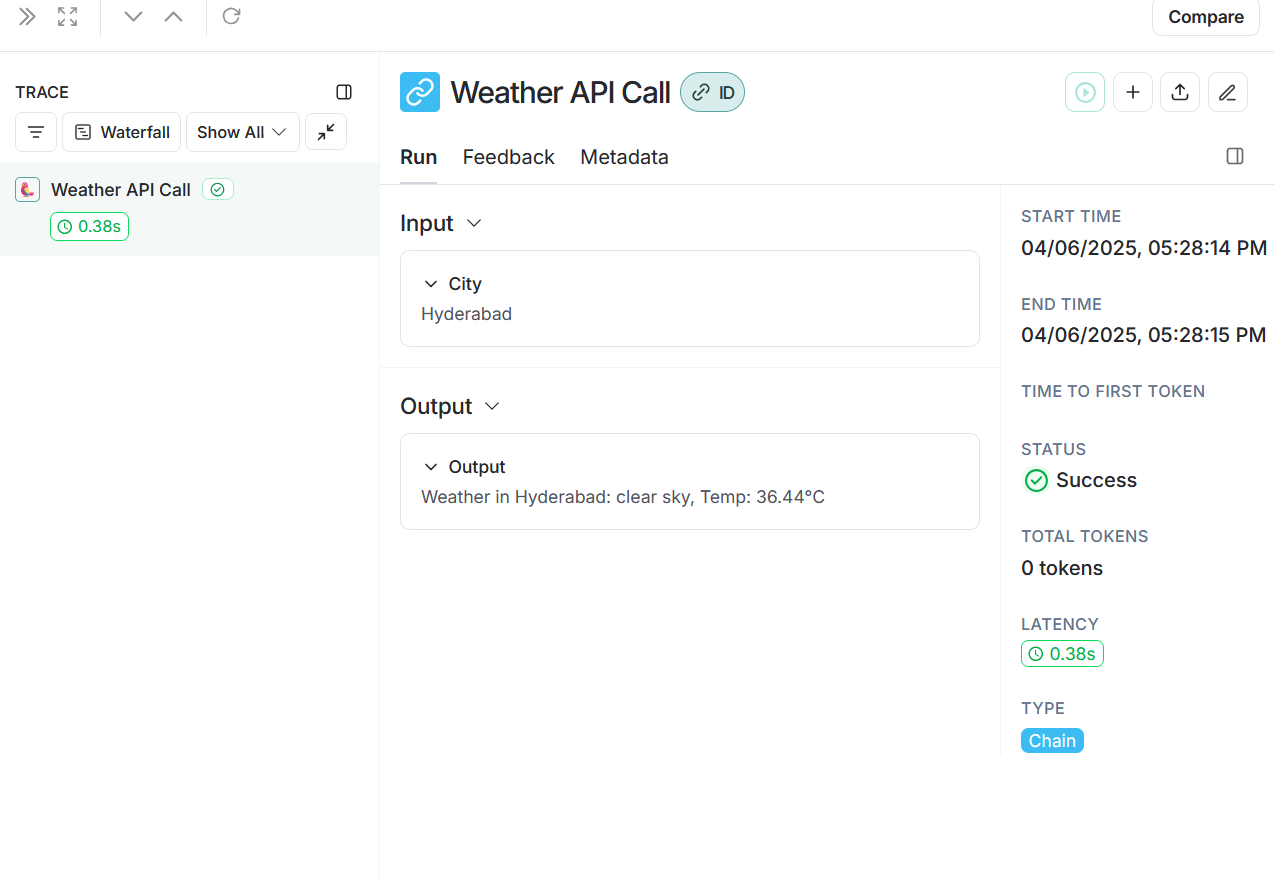 Compare
TRACE
Waterfall
Show All
Weather API Call
0.38s
Weather API Call
ID
Run
Feedback
Metadata
Input
City
Hyderabad
Output
Output
Weather in Hyderabad: clear sky, Temp: 36.44°C
START TIME
04/06/2025, 05:28:14 PM
END TIME
04/06/2025, 05:28:15 PM
TIME TO FIRST TOKEN
STATUS
Success
TOTAL TOKENS
0 tokens
LATENCY
0.38s
TYPE
Chain